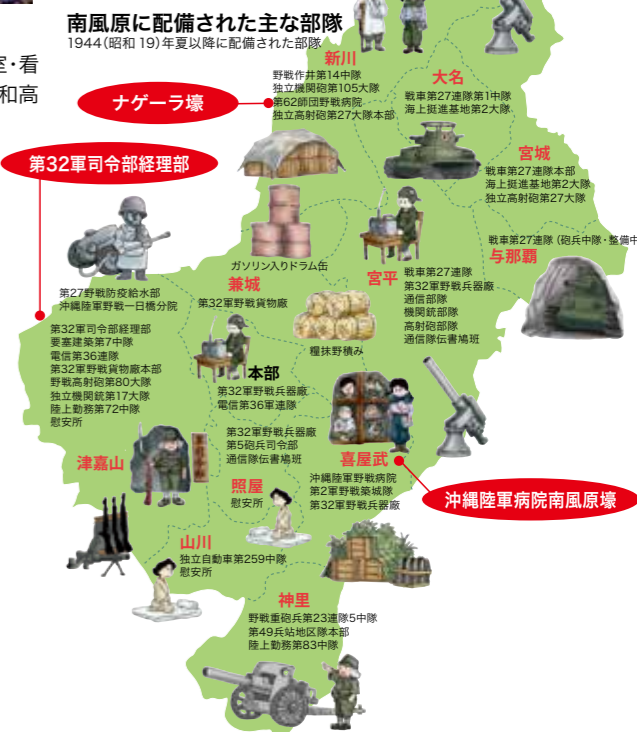 室・看
和高
南風原に配備された主な部隊
1944(昭和19)年夏以降に配備された部隊
新川
野戦作井第14中隊
独立機関砲第105大隊
第62師団野戦病院
独立高射砲第27大隊本部
ナゲーラ壕
大名
戦車第27連隊第1中隊
海上挺進基地第2大隊
宮城
戦車第27連隊本部
海上挺進基地第2大隊
独立高射砲第27大隊
戦車第27連隊（砲兵中隊・整備中
与那覇
第32軍司令部経理部
ガソリン入りドラム缶
兼城
第32軍野戦貨物廠
宮平
戦車第27連隊
第32軍野戦兵器廠
通信部隊
機関銃部隊
高射砲部隊
通信隊伝書鳩班
糧抹野積み
第27野戦防疫給水部
沖縄陸軍野戦一日橋分院
第32軍司令部経理部
要塞建築第7中隊
電信第36連隊
第32軍野戦貨物廠本部
野戦高射砲第80大隊
独立機関銃第17大隊
陸上勤務第72中隊
慰安所
津嘉山
本部
第32軍野戦兵器廠
電信第36軍連隊
第32軍野戦兵器廠
第5砲兵司令部
通信隊伝書鳩班
照屋
慰安所
喜屋武
沖縄陸軍野戦病院
第2軍野戦築城隊
第32軍野戦兵器廠
沖縄陸軍病院南風原壕
山川
独立自動車第259中隊
慰安所
神里
野戦重砲兵第23連隊5中隊
第49兵站地区隊本部
陸上勤務第83中隊